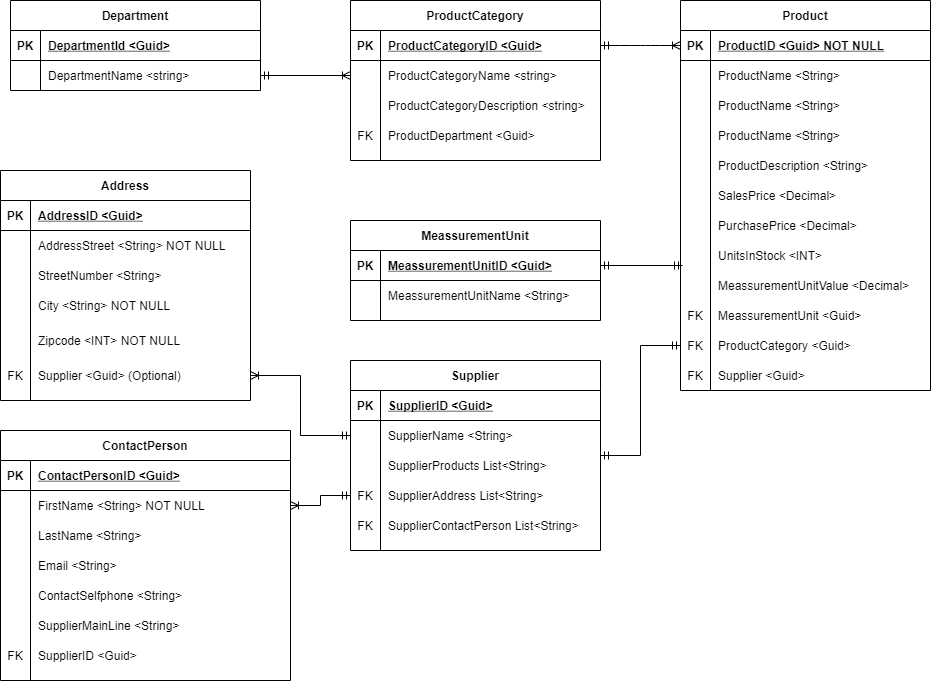 Department
PK DepartmentId <Guid>
DepartmentName <string>
ProductCategory
PK ProductCategoryID <Guid>
ProductCategoryName <string>
ProductCategoryDescription <string>
FK ProductDepartment <Guid>
Product
PK ProductID <Guid> NOT NULL
ProductName <String>
ProductName <String>
ProductName <String>
ProductDescription <String>
SalesPrice <Decimal>
PurchasePrice <Decimal>
UnitsInStock <INT>
MeassurementUnitValue <Decimal>
FK MeassurementUnit <Guid>
FK ProductCategory <Guid>
FK Supplier <Guid>
Address
PK AddressID <Guid>
AddressStreet <String> NOT NULL
StreetNumber <String>
City <String> NOT NULL
Zipcode <INT> NOT NULL
FK Supplier <Guid> (Optional)
MeassurementUnit
PK MeassurementUnitID <Guid>
MeassurementUnitName <String>
Supplier
PK SupplierID <Guid>
SupplierName <String>
SupplierProducts List<String>
FK SupplierAddress List<String>
FK SupplierContactPerson List<String>
ContactPerson
PK ContactPersonID <Guid>
FirstName <String> NOT NULL
LastName <String>
Email <String>
ContactSelfphone <String>
SupplierMainLine <String>
FK SupplierID <Guid>